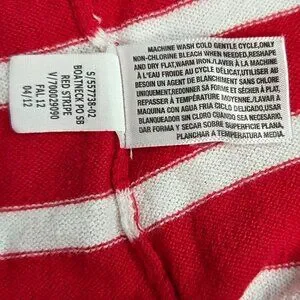 S/557738-02
BOATNECK PO SB
RED STRIPE
V/700029090
FAL 12
04/12
MACHINE WASH COLD GENTLE CYCLE,ONLY
NON-CHLORINE BLEACH WHEN NEEDED,RESHAPE
AND DRY FLAT,WARM IRON./LAVER À LA MACHINE
À L'EAU FROIDE AU CYCLE DÉLICAT,UTILISER AU
BESOIN UN AGENT DE BLANCHIMENT SANS CHLORE
UNIQUEMENT,REDONNER SA FORME ET SÉCHER À PLAT,
REPASSER À TEMPÉRATURE MOYENNE./LAVAR A
MAQUINA CON AGUA FRIA CICLO DELICADO,USAR
BLANQUEADOR SIN CLORO CUANDO SEA NECESARIO,
DAR FORMA Y SECAR SOBRE SUPERFICIE PLANA,
PLANCHAR A TEMPERATURA MEDIA.